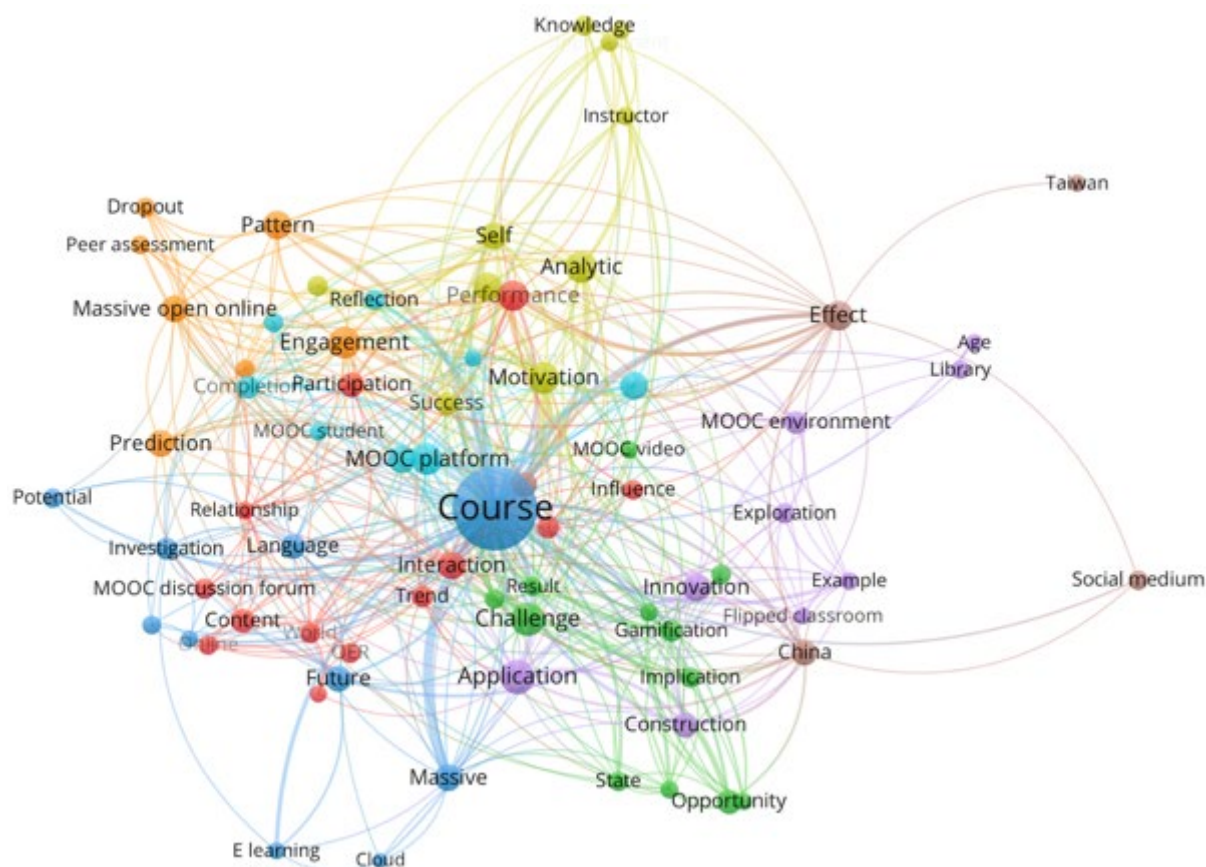 Knowledge
Instructor
Taiwan
Dropout
Pattern
Peer assessment
Self
Analytic
Performance
Reflection
Massive open online
Effect
Engagement
Age
Library
Completion
Participation
Motivation
Success
MOOC environment
MOOC student
Prediction
MOOC platform
MOOC video
Influence
Potential
Course
Relationship
Exploration
Investigation
Language
Interaction
MOOC discussion forum
Trend
Result
Innovation
Example
Social medium
Content
Challenge
Flipped classroom
World
Gamification
Online
OER
China
Future
Application
Implication
Construction
Massive
State
Opportunity
E learning
Cloud